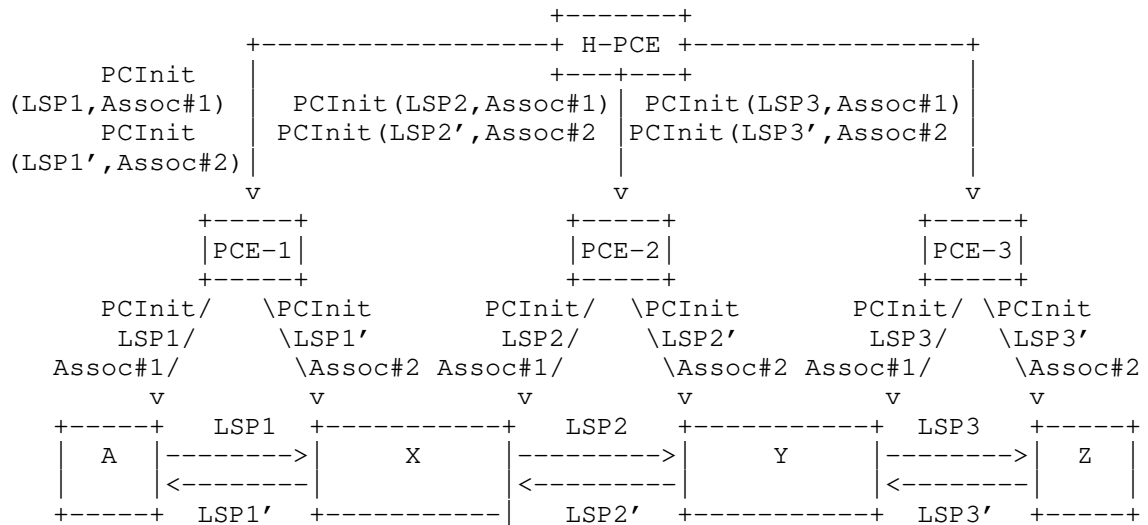 H-PCE
PCInit
(LSP1,Assoc#1) PCInit(LSP2,Assoc#1) PCInit(LSP3,Assoc#1)
PCInit PCInit(LSP2',Assoc#2 PCInit(LSP3',Assoc#2
(LSP1',Assoc#2)
v v v
PCE-1 PCE-2 PCE-3
PCInit/ \PCInit PCInit/ \PCInit PCInit/ \PCInit
LSP1/ \LSP1' LSP2/ \LSP2' LSP3/ \LSP3'
Assoc#1/ \Assoc#2 Assoc#1/ \Assoc#2 Assoc#1/ \Assoc#2
v v v v v v
LSP1 LSP2 LSP3
A X Y Z
LSP1' LSP2' LSP3'